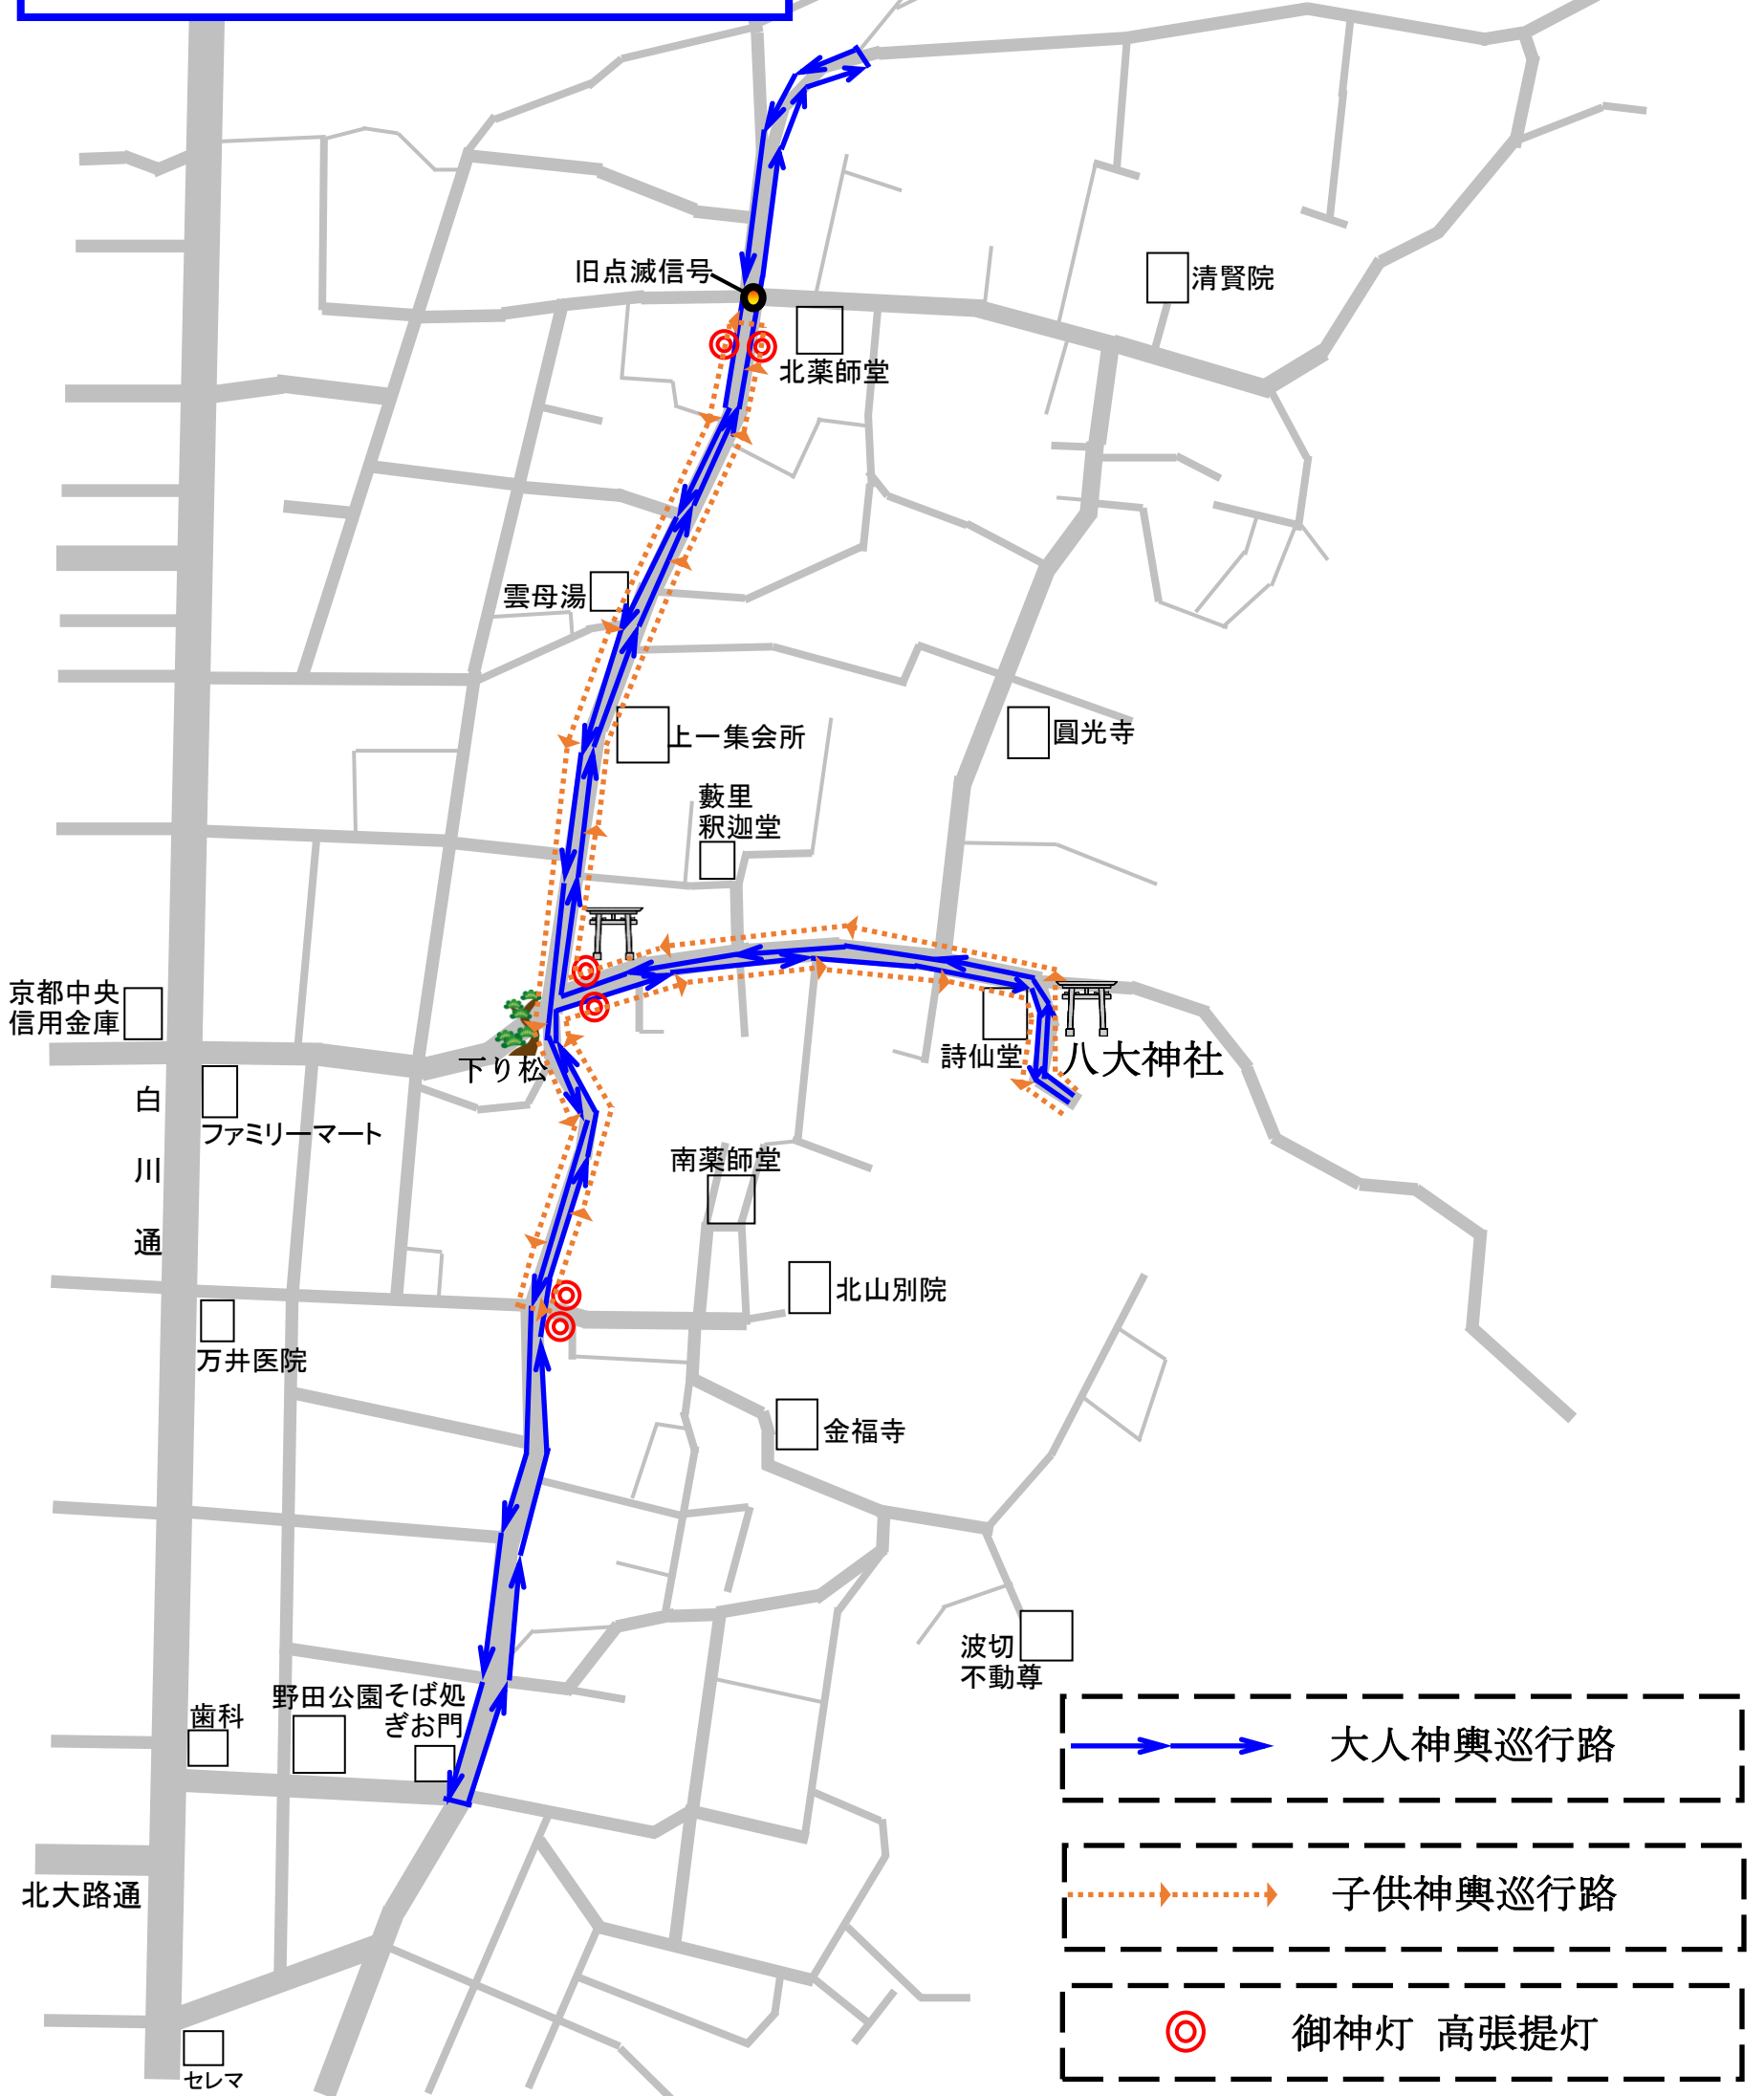 旧点滅信号
清賢院
北薬師堂
雲母湯
上一集会所
圓光寺
藪里
釈迦堂
京都中央
信用金庫
詩仙堂
八大神社
下り松
白川通
ファミリーマート
南薬師堂
北山別院
万井医院
金福寺
波切
不動尊
野田公園
そば処
ぎお門
歯科
大人神輿巡行路
北大路通
子供神輿巡行路
御神灯 高張提灯
セレマ